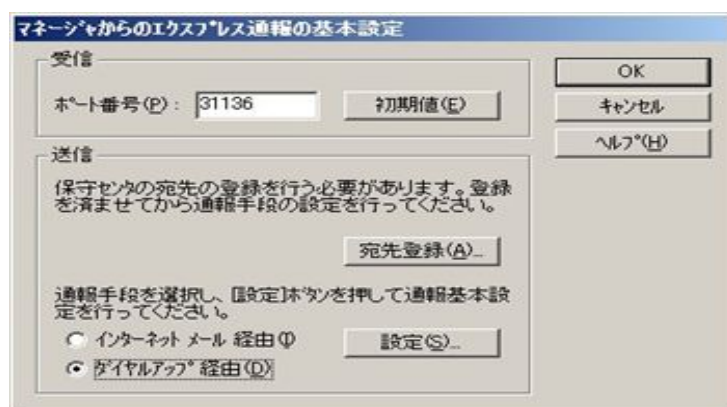 マネージャからのエクスプレス通報の基本設定
受信
ポート番号(P): 31136
初期値(E)
OK
キャンセル
ヘルプ(H)
送信
保守センタの宛先の登録を行う必要があります。登録
を済ませてから通報手段の設定を行ってください。
宛先登録(A)...
通報手段を選択し、[設定]ボタンを押して通報基本設
定を行ってください。
インターネット メール 経由(I)
設定(S)...
ダイヤルアップ 経由(D)